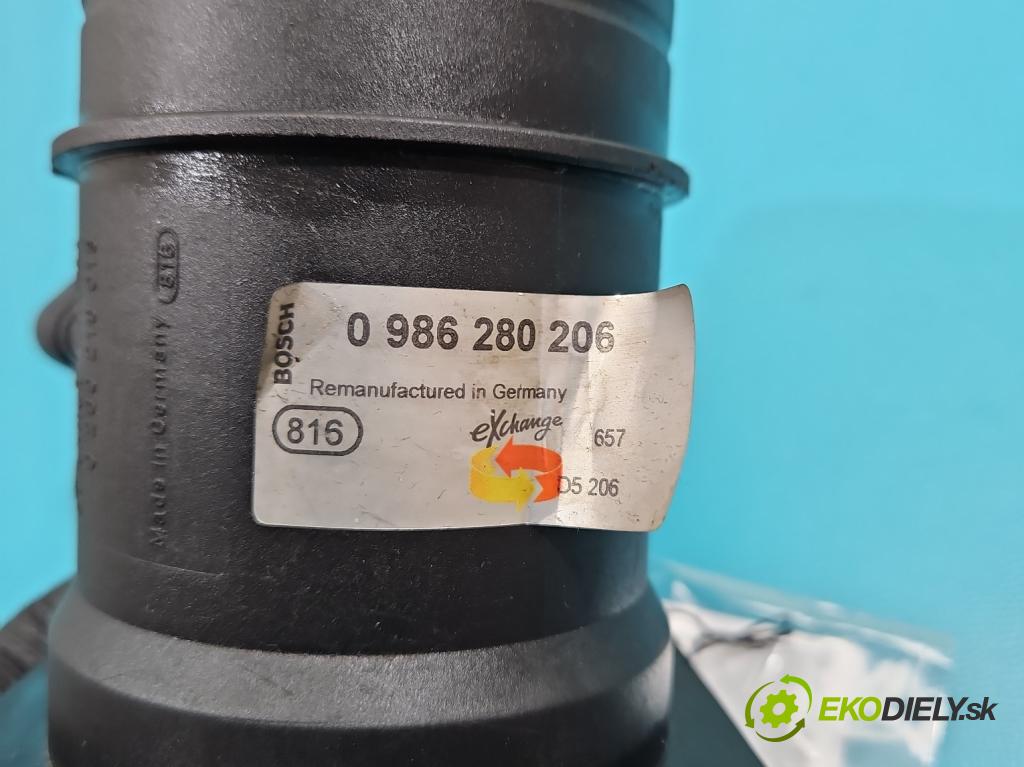 BOSCH
0 986 280 206
Remanufactured in Germany
816
eXchange
657
D5 206
Made in Germany
816
EKODIELY.sk